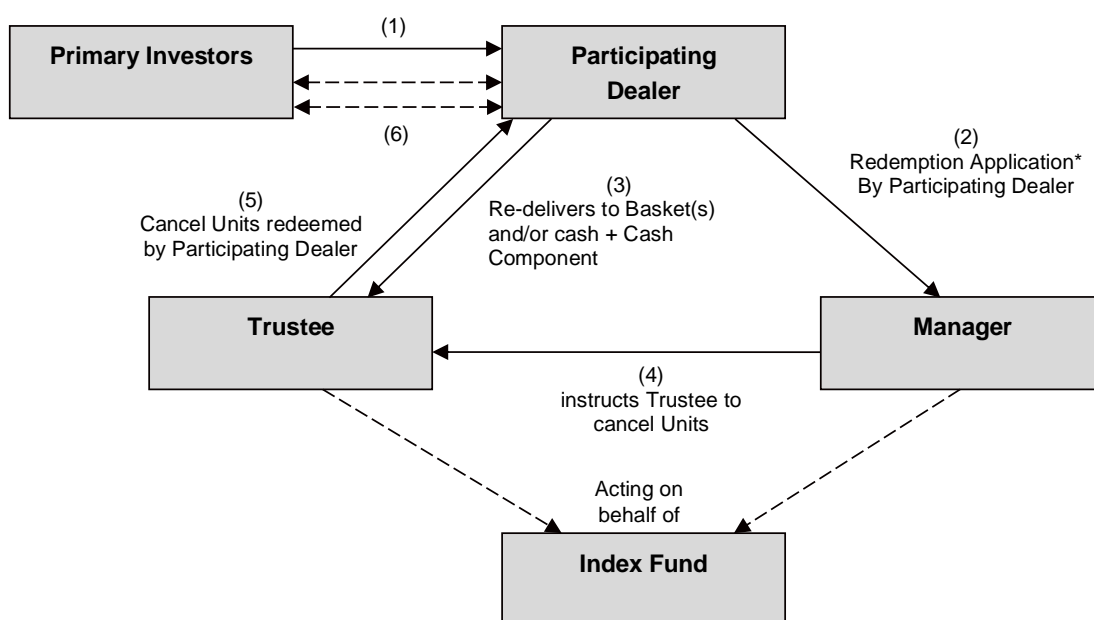 (1)
Primary Investors
Participating
Dealer
(6)
(2)
Redemption Application*
By Participating Dealer
(3)
Re-delivers to Basket(s)
and/or cash + Cash
Component
(5)
Cancel Units redeemed
by Participating Dealer
Trustee
Manager
(4)
instructs Trustee to
cancel Units
Acting on
behalf of
Index Fund